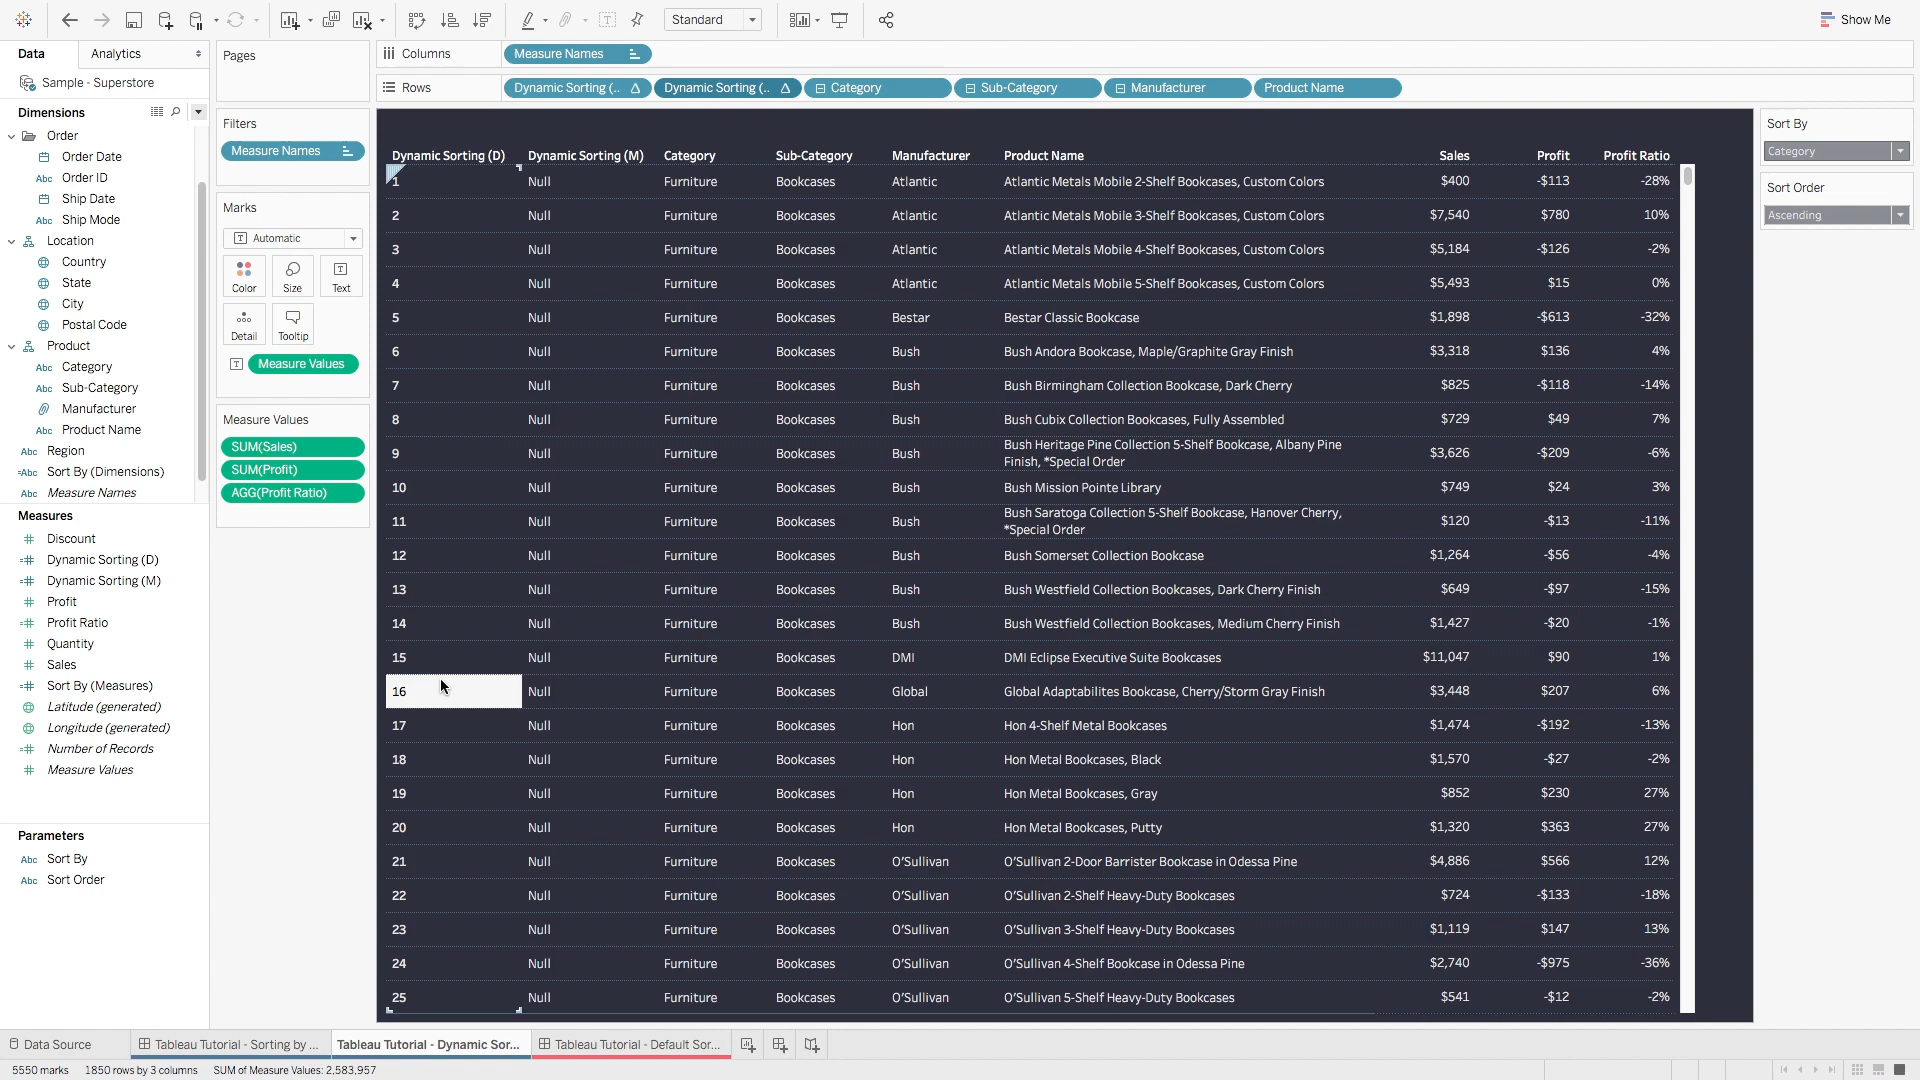 Standard
Show Me
Data
Analytics
Sample - Superstore
Dimensions
Order
Order Date
Abc Order ID
Ship Date
Abc Ship Mode
Location
Country
State
City
Postal Code
Product
Abc Category
Abc Sub-Category
Manufacturer
Abc Product Name
Abc Region
=Abc Sort By (Dimensions)
Abc Measure Names
Measures
Discount
Dynamic Sorting (D)
Dynamic Sorting (M)
Profit
Profit Ratio
Quantity
Sales
Sort By (Measures)
Latitude (generated)
Longitude (generated)
Number of Records
Measure Values
Parameters
Abc Sort By
Abc Sort Order
Pages
Filters
Measure Names
Marks
Automatic
Color Size Text
Detail Tooltip
Measure Values
Measure Values
SUM(Sales)
SUM(Profit)
AGG(Profit Ratio)
Columns Measure Names
Rows Dynamic Sorting (.. Dynamic Sorting (.. Category Sub-Category Manufacturer Product Name
Dynamic Sorting (D) Dynamic Sorting (M) Category Sub-Category Manufacturer Product Name Sales Profit Profit Ratio
1 Null Furniture Bookcases Atlantic Atlantic Metals Mobile 2-Shelf Bookcases, Custom Colors $400 -$113 -28%
2 Null Furniture Bookcases Atlantic Atlantic Metals Mobile 3-Shelf Bookcases, Custom Colors $7,540 $780 10%
3 Null Furniture Bookcases Atlantic Atlantic Metals Mobile 4-Shelf Bookcases, Custom Colors $5,184 -$126 -2%
4 Null Furniture Bookcases Atlantic Atlantic Metals Mobile 5-Shelf Bookcases, Custom Colors $5,493 $15 0%
5 Null Furniture Bookcases Bestar Bestar Classic Bookcase $1,898 -$613 -32%
6 Null Furniture Bookcases Bush Bush Andora Bookcase, Maple/Graphite Gray Finish $3,318 $136 4%
7 Null Furniture Bookcases Bush Bush Birmingham Collection Bookcase, Dark Cherry $825 -$118 -14%
8 Null Furniture Bookcases Bush Bush Cubix Collection Bookcases, Fully Assembled $729 $49 7%
9 Null Furniture Bookcases Bush Bush Heritage Pine Collection 5-Shelf Bookcase, Albany Pine
Finish, *Special Order $3,626 -$209 -6%
10 Null Furniture Bookcases Bush Bush Mission Pointe Library $749 $24 3%
11 Null Furniture Bookcases Bush Bush Saratoga Collection 5-Shelf Bookcase, Hanover Cherry,
*Special Order $120 -$13 -11%
12 Null Furniture Bookcases Bush Bush Somerset Collection Bookcase $1,264 -$56 -4%
13 Null Furniture Bookcases Bush Bush Westfield Collection Bookcases, Dark Cherry Finish $649 -$97 -15%
14 Null Furniture Bookcases Bush Bush Westfield Collection Bookcases, Medium Cherry Finish $1,427 -$20 -1%
15 Null Furniture Bookcases DMI DMI Eclipse Executive Suite Bookcases $11,047 $90 1%
16 Null Furniture Bookcases Global Global Adaptabilites Bookcase, Cherry/Storm Gray Finish $3,448 $207 6%
17 Null Furniture Bookcases Hon Hon 4-Shelf Metal Bookcases $1,474 -$192 -13%
18 Null Furniture Bookcases Hon Hon Metal Bookcases, Black $1,570 -$27 -2%
19 Null Furniture Bookcases Hon Hon Metal Bookcases, Gray $852 $230 27%
20 Null Furniture Bookcases Hon Hon Metal Bookcases, Putty $1,320 $363 27%
21 Null Furniture Bookcases O'Sullivan O'Sullivan 2-Door Barrister Bookcase in Odessa Pine $4,886 $566 12%
22 Null Furniture Bookcases O'Sullivan O'Sullivan 2-Shelf Heavy-Duty Bookcases $724 -$133 -18%
23 Null Furniture Bookcases O'Sullivan O'Sullivan 3-Shelf Heavy-Duty Bookcases $1,119 $147 13%
24 Null Furniture Bookcases O'Sullivan O'Sullivan 4-Shelf Bookcase in Odessa Pine $2,740 -$975 -36%
25 Null Furniture Bookcases O'Sullivan O'Sullivan 5-Shelf Heavy-Duty Bookcases $541 -$12 -2%
Sort By
Category
Sort Order
Ascending
Data Source Tableau Tutorial - Sorting by ... Tableau Tutorial - Dynamic Sor... Tableau Tutorial - Default Sor...
5550 marks 1850 rows by 3 columns SUM of Measure Values: 2,583,957